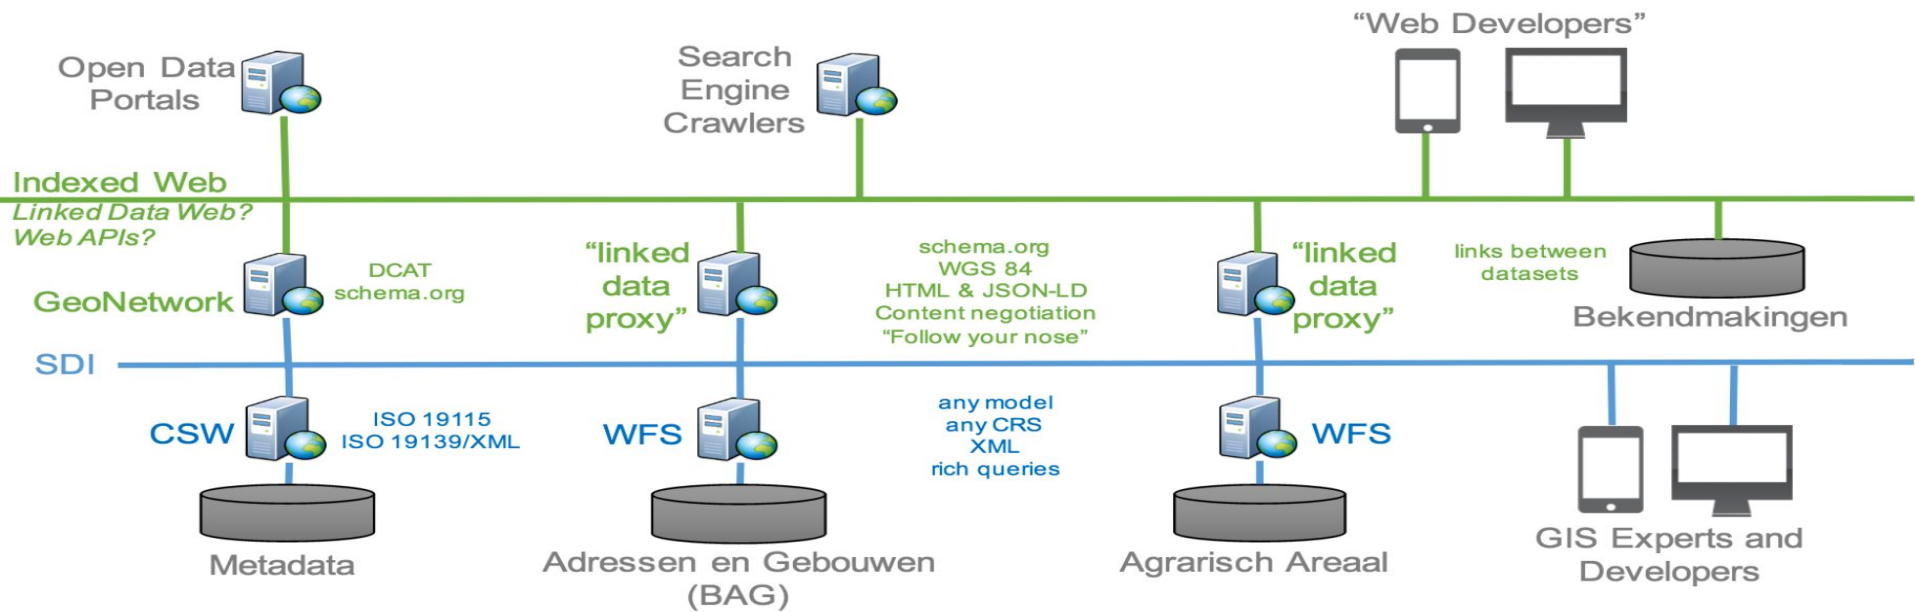 "Web Developers"
Open Data
Portals
Search
Engine
Crawlers
Indexed Web
Linked Data Web?
Web APIs?
GeoNetwork
DCAT
schema.org
"linked
data
proxy"
schema.org
WGS 84
HTML & JSON-LD
Content negotiation
"Follow your nose"
"linked
data
proxy"
links between
datasets
Bekendmakingen
SDI
CSW
ISO 19115
ISO 19139/XML
WFS
any model
any CRS
XML
rich queries
WFS
Metadata
Adressen en Gebouwen
(BAG)
Agrarisch Areaal
GIS Experts and
Developers